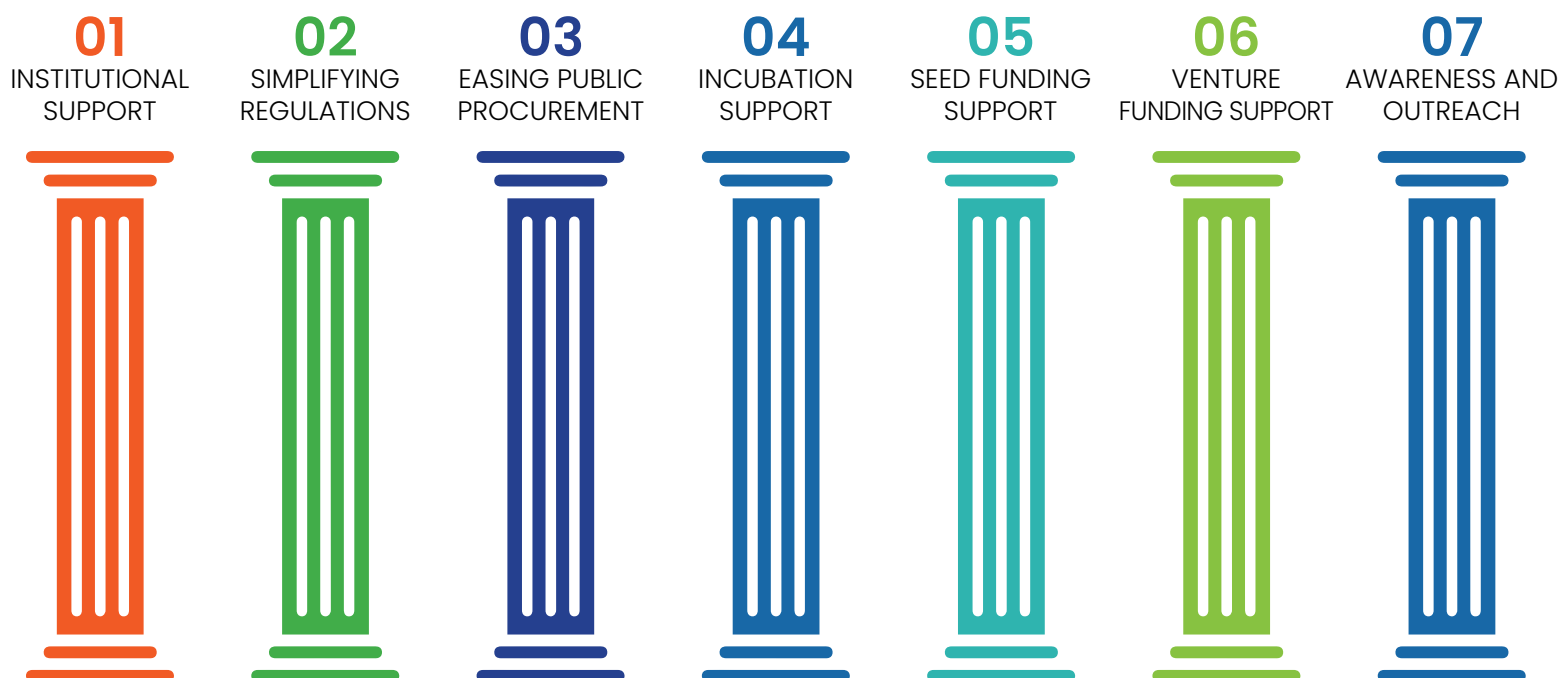 01
INSTITUTIONAL
SUPPORT
02
SIMPLIFYING
REGULATIONS
03
EASING PUBLIC
PROCUREMENT
04
INCUBATION
SUPPORT
05
SEED FUNDING
SUPPORT
06
VENTURE
FUNDING SUPPORT
07
AWARENESS AND
OUTREACH